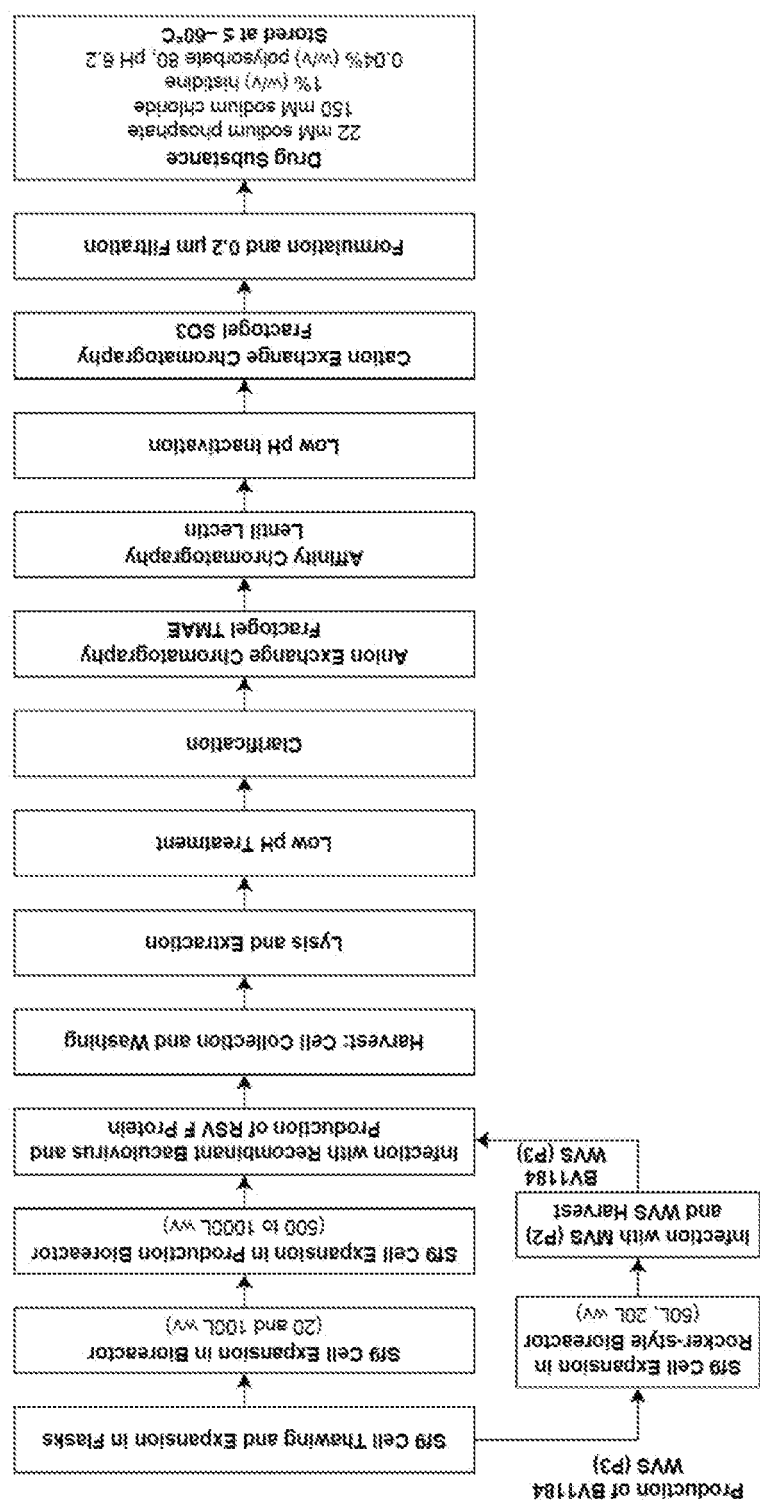 Production of BV1184
WVS (P3)
Sf9 Cell Thawing and Expansion in Flasks
Sf9 Cell Expansion in
Rocker-style Bioreactor
(50L, 20L wv)
Sf9 Cell Expansion in Bioreactor
(20 and 100L wv)
Infection with MVS (P2)
and WVS Harvest
Sf9 Cell Expansion in Production Bioreactor
(500 to 1000L wv)
BV1184
WVS (P3)
Infection with Recombinant Baculovirus and
Production of RSV F Protein
Harvest: Cell Collection and Washing
Lysis and Extraction
Low pH Treatment
Clarification
Anion Exchange Chromatography
Fractogel TMAE
Affinity Chromatography
Lentil Lectin
Low pH Inactivation
Cation Exchange Chromatography
Fractogel SO3
Formulation and 0.2 µm Filtration
Drug Substance
22 mM sodium phosphate
150 mM sodium chloride
1% (w/v) histidine
0.04% (w/v) polysorbate 80, pH 6.2
Stored at ≤ -60°C